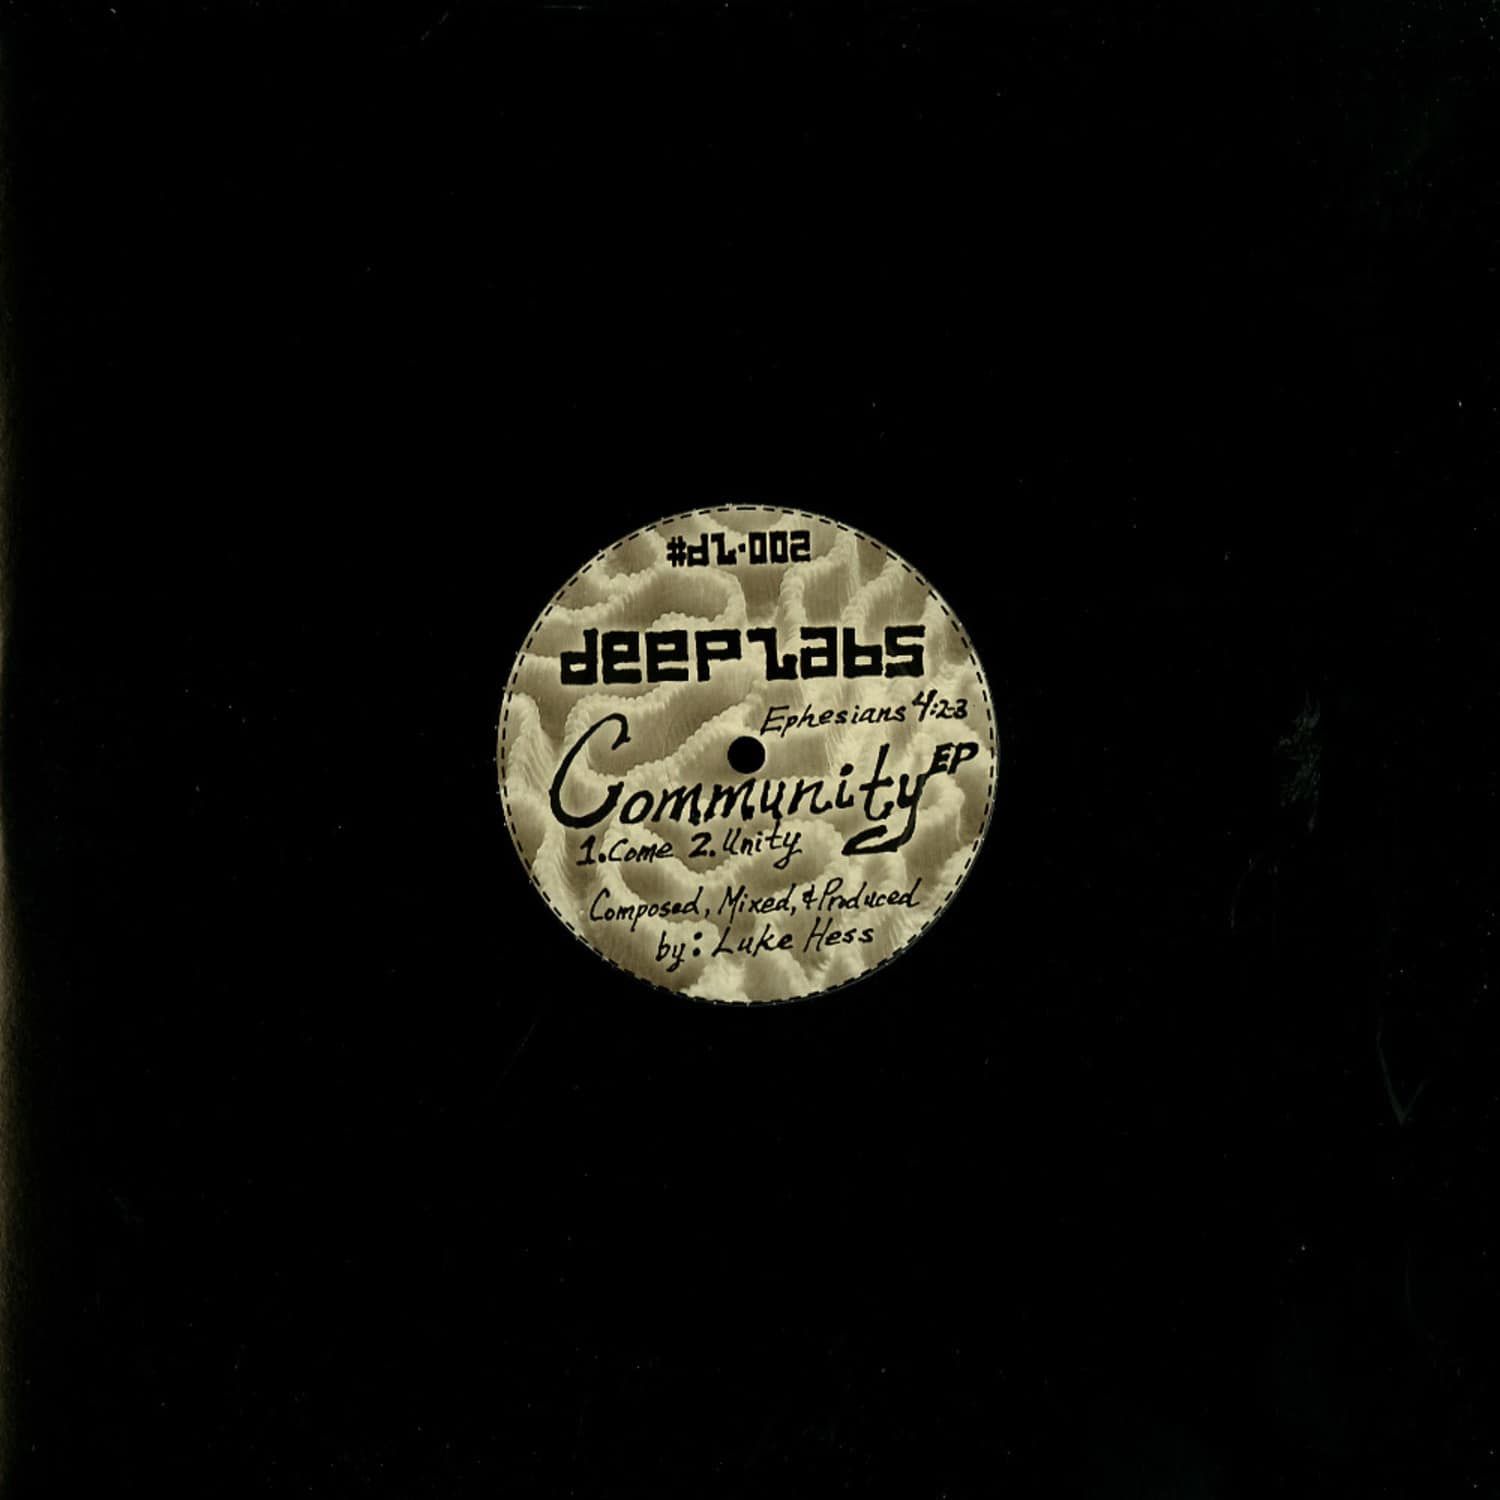 #dl·002
deeplabs
Ephesians 4:2-3
Community EP
1. Come 2. Unity
Composed, Mixed, & Produced
by: Luke Hess